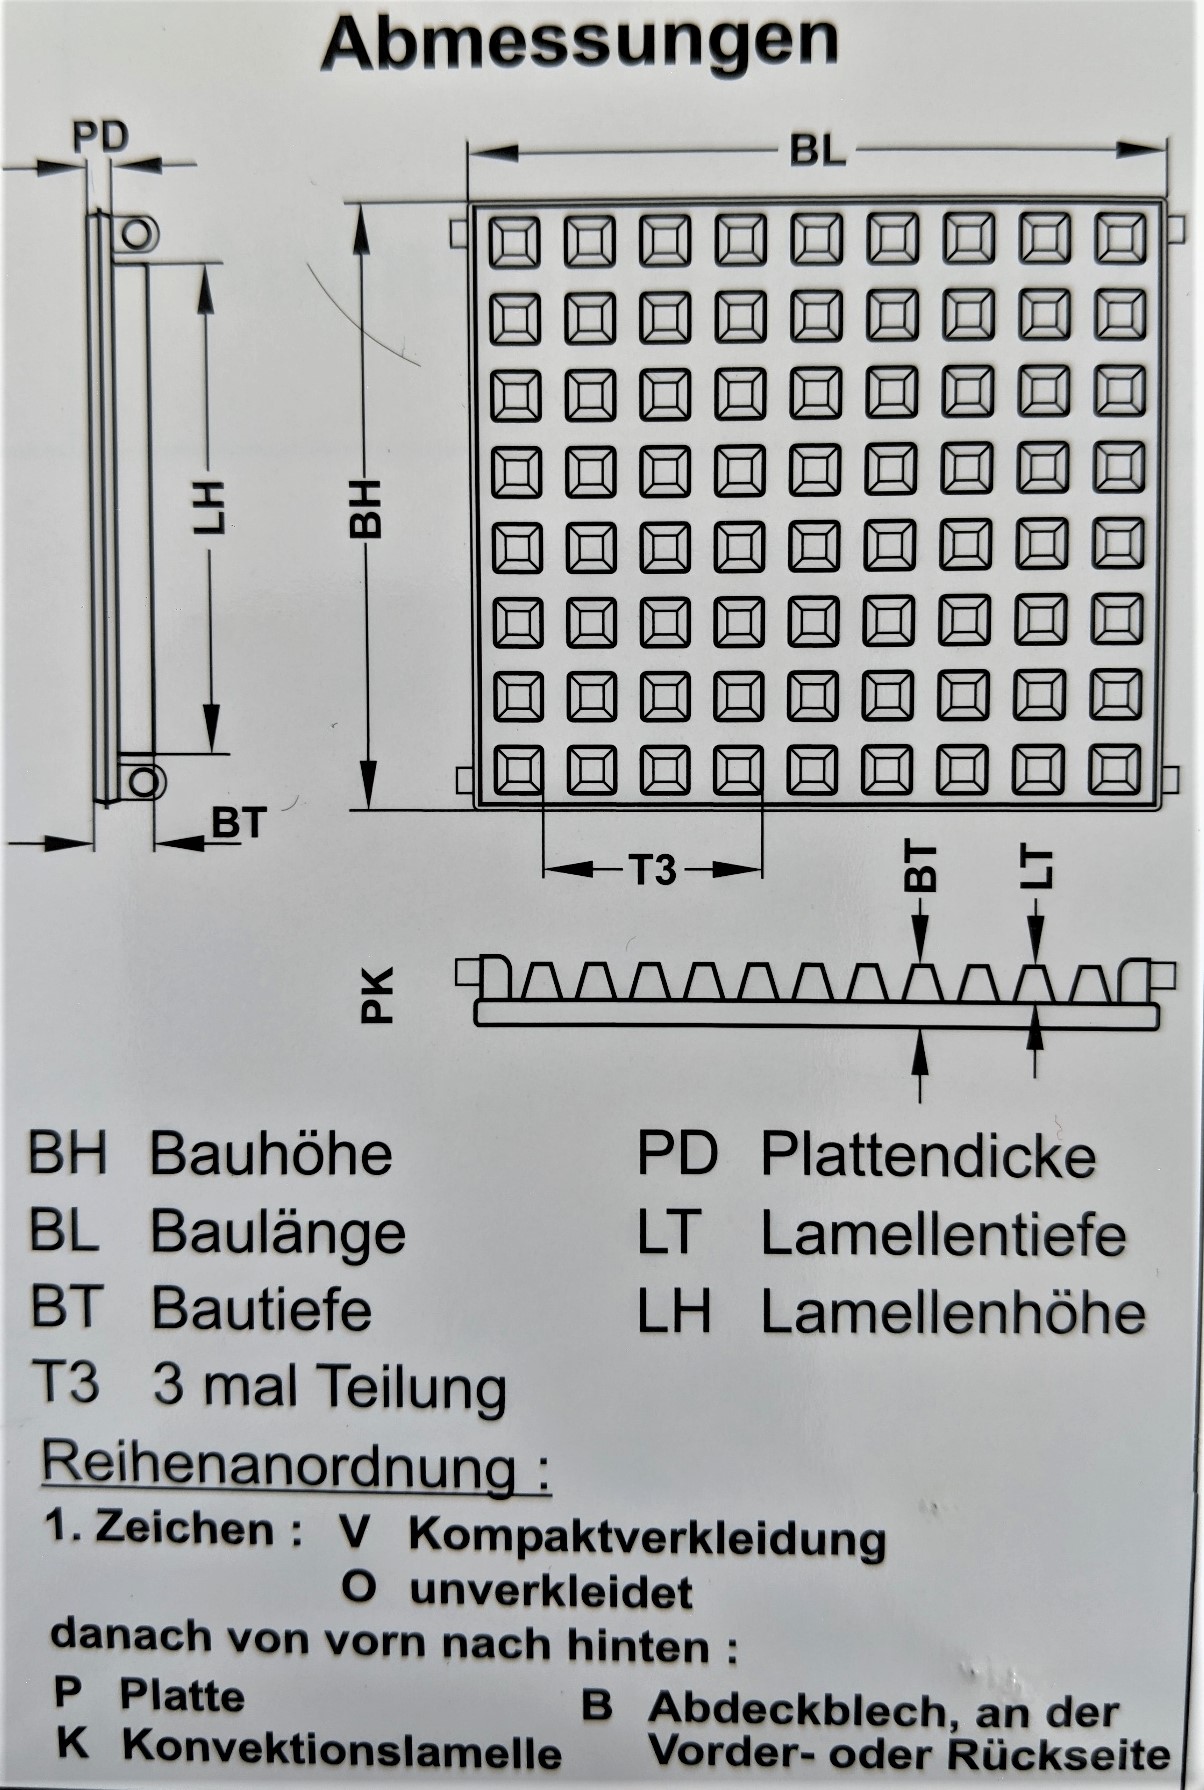 Abmessungen
PD
BL
LH
BH
BT
T3
BT
LT
PK
BH Bauhöhe
PD Plattendicke
BL Baulänge
LT Lamellentiefe
BT Bautiefe
LH Lamellenhöhe
T3 3 mal Teilung
Reihenanordnung :
1. Zeichen : V Kompaktverkleidung
O unverkleidet
danach von vorn nach hinten :
P Platte
B Abdeckblech, an der
K Konvektionslamelle
Vorder- oder Rückseite